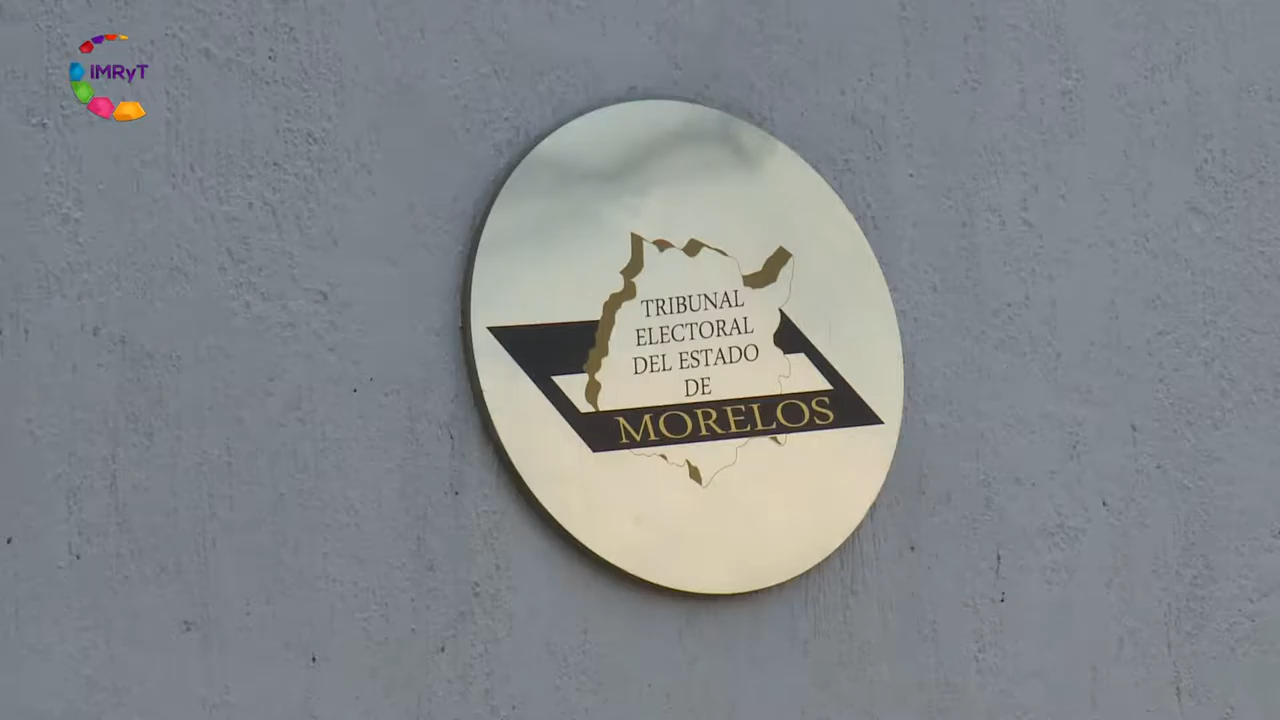 IMRyT
TRIBUNAL
ELECTORAL
DEL ESTADO
DE
MORELOS